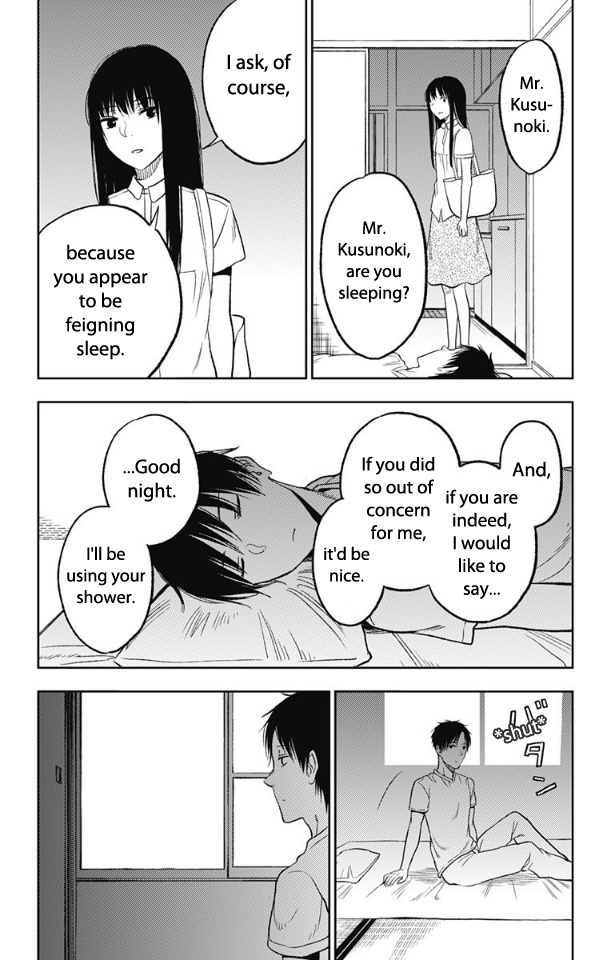 Mr.
Kusu-
noki.
Mr.
Kusunoki,
are you
sleeping?
I ask, of
course,
because
you appear
to be
feigning
sleep.
And,
if you are
indeed,
I would
like to
say...
If you did
so out of
concern
for me,
it'd be
nice.
...Good
night.
I'll be
using your
shower.
*shut*
タン